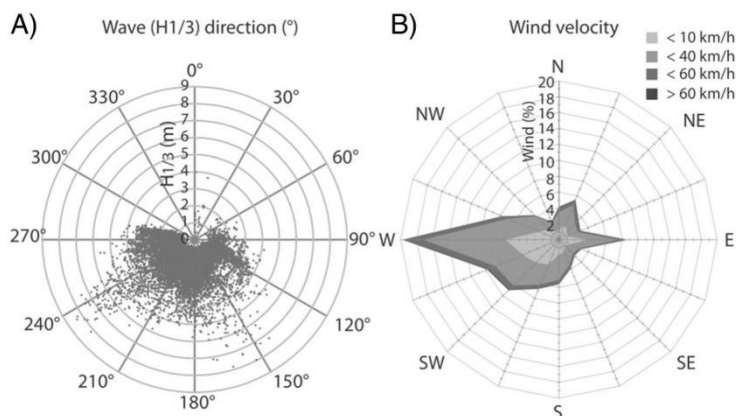 A)
Wave (H1/3) direction (°)
0°
30°
60°
90°
120°
150°
180°
210°
240°
270°
300°
330°
9
8
7
6
5
4
3
2
1
0
H1/3 (m)
B)
Wind velocity
< 10 km/h
< 40 km/h
< 60 km/h
> 60 km/h
N
NE
E
SE
S
SW
W
NW
20
18
16
14
12
10
8
6
4
2
Wind (%)